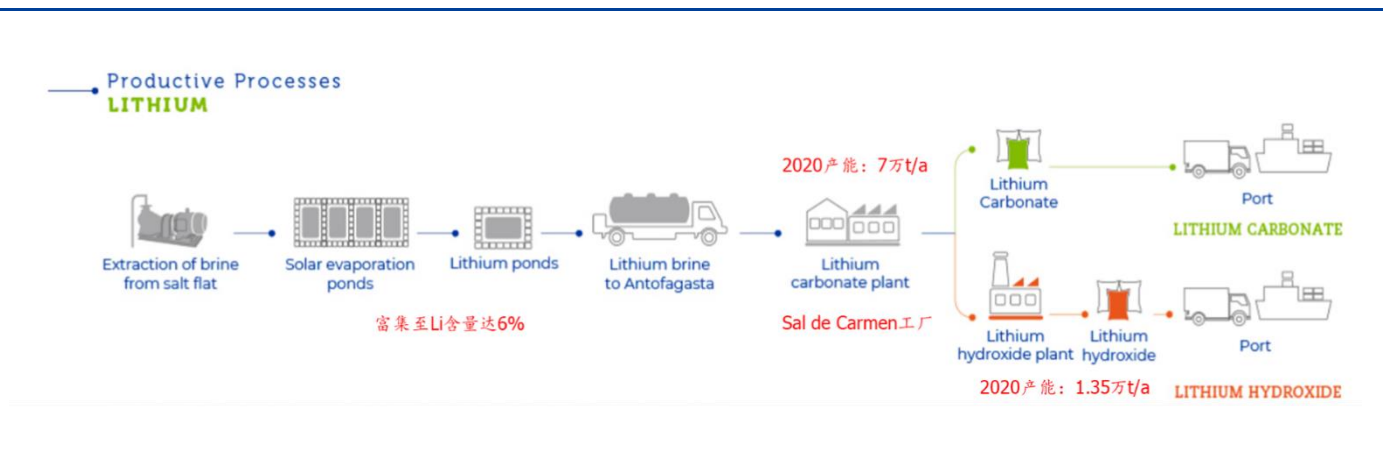 Productive Processes
LITHIUM
2020产能：7万t/a
Lithium
Carbonate
Port
LITHIUM CARBONATE
Extraction of brine
from salt flat
Solar evaporation
ponds
Lithium ponds
Lithium brine
to Antofagasta
Lithium
carbonate plant
富集至Li含量达6%
Sal de Carmen工厂
Lithium
hydroxide plant
Lithium
hydroxide
Port
2020产能：1.35万t/a
LITHIUM HYDROXIDE